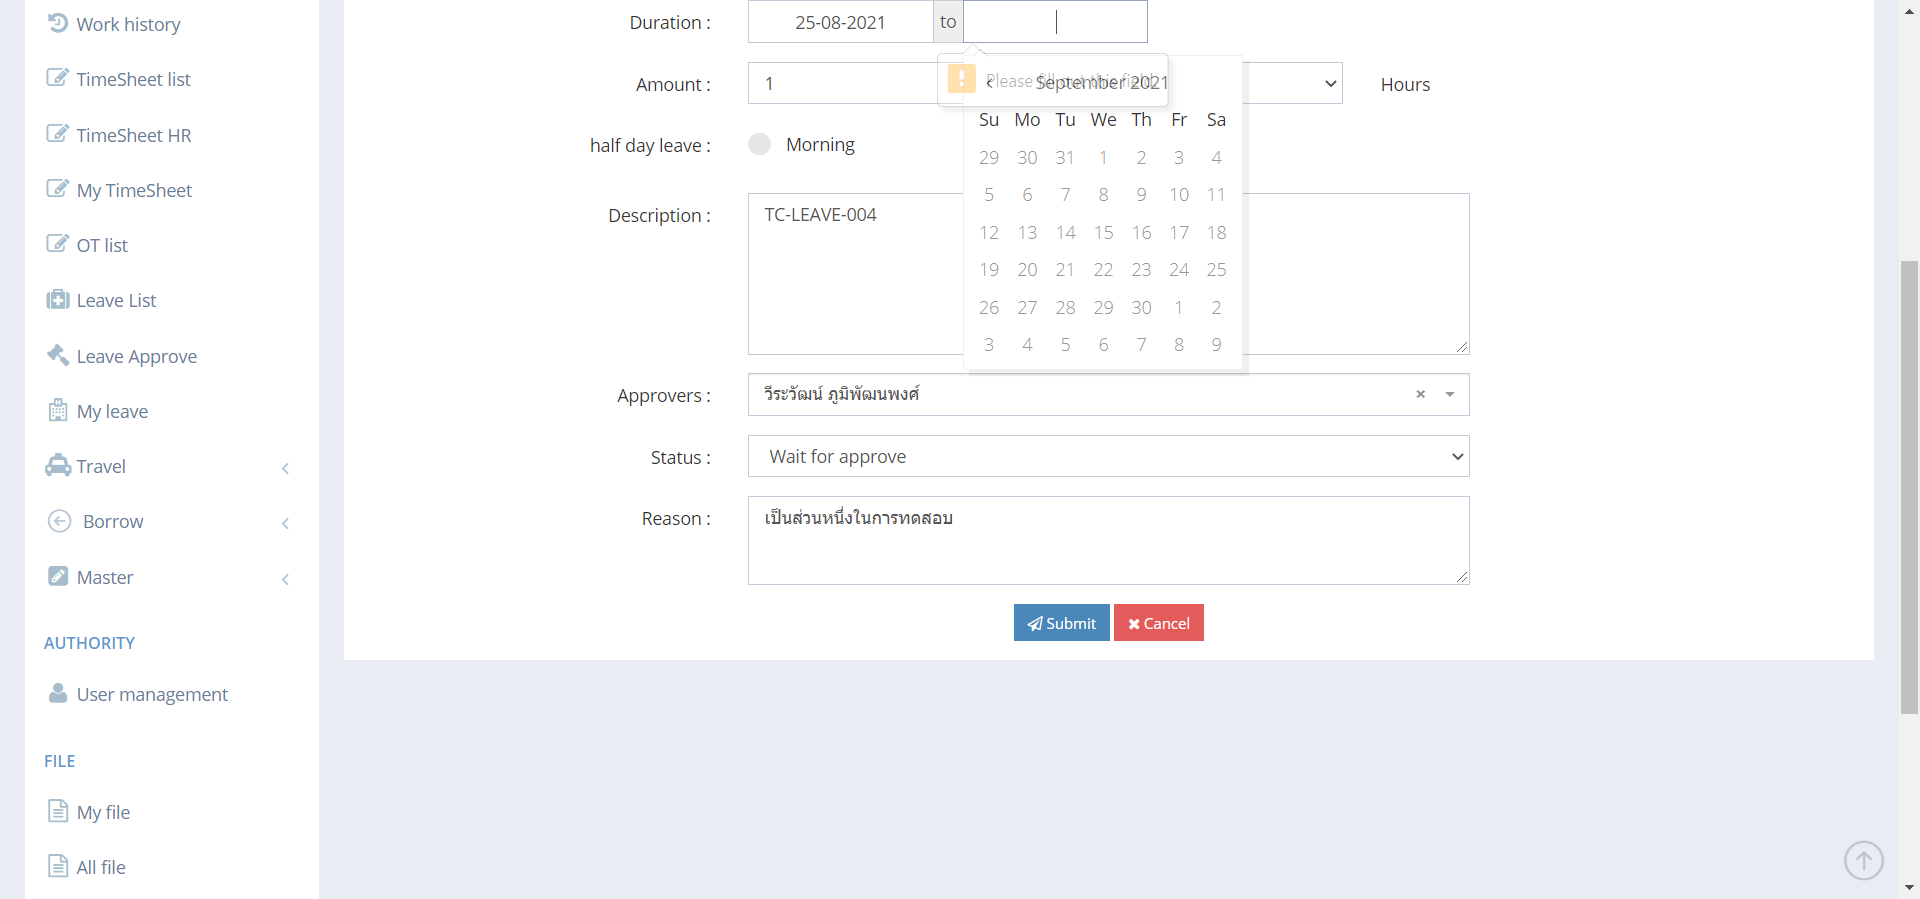 Work history
TimeSheet list
TimeSheet HR
My TimeSheet
OT list
Leave List
Leave Approve
My leave
Travel
Borrow
Master
AUTHORITY
User management
FILE
My file
All file
Duration : 25-08-2021 to
Please fill out this field.
Amount : 1 Hours
September 2021
Su Mo Tu We Th Fr Sa
29 30 31 1 2 3 4
5 6 7 8 9 10 11
12 13 14 15 16 17 18
19 20 21 22 23 24 25
26 27 28 29 30 1 2
3 4 5 6 7 8 9
half day leave : Morning
Description : TC-LEAVE-004
Approvers : วีระวัฒน์ ภูมิพัฒนพงศ์
Status : Wait for approve
Reason : เป็นส่วนหนึ่งในการทดสอบ
Submit Cancel